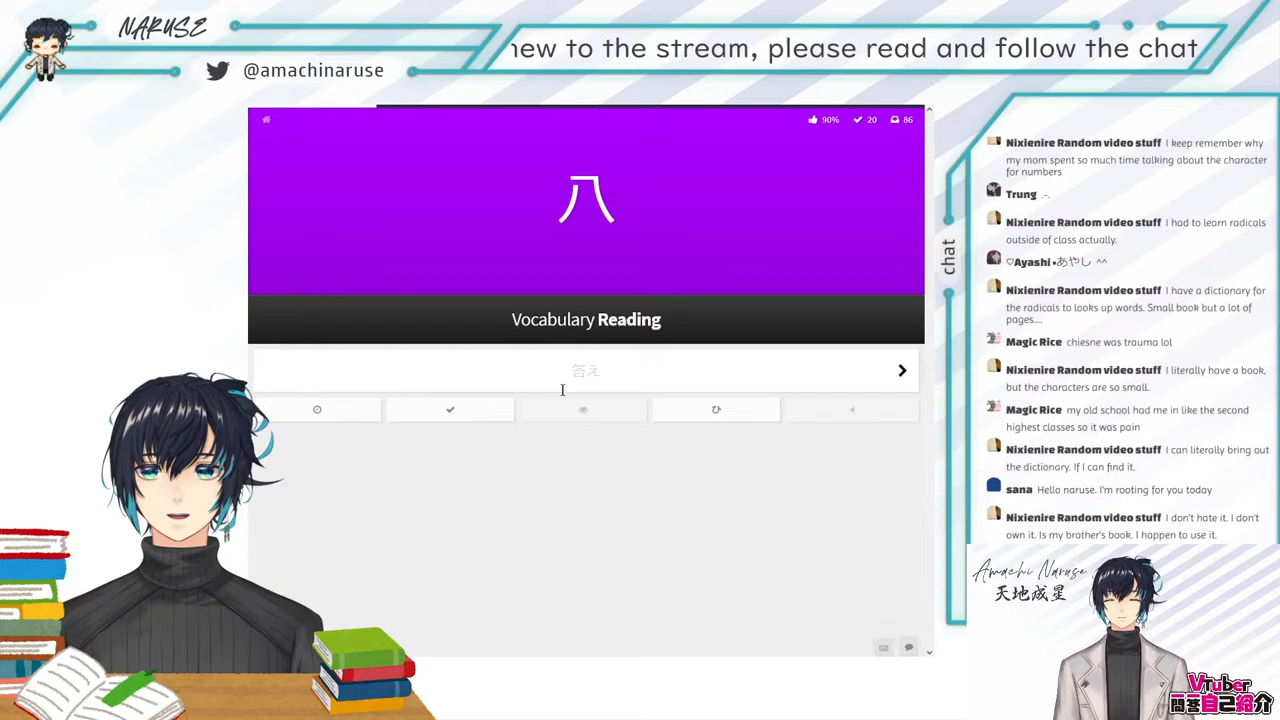 NARUSE
@amachinaruse
new to the stream, please read and follow the chat
90% 20 86
八
Vocabulary Reading
答え
ひ
chat
Nixienire Random video stuff I keep remember why
my mom spent so much time talking about the character
for numbers
Trung .-.
Nixienire Random video stuff I had to learn radicals
outside of class actually.
♡Ayashi•あやし ^^
Nixienire Random video stuff I have a dictionary for
the radicals to looks up words. Small book but a lot of
pages....
Magic Rice chiesne was trauma lol
Nixienire Random video stuff I literally have a book,
but the characters are so small.
Magic Rice my old school had me in like the second
highest classes so it was pain
Nixienire Random video stuff I can literally bring out
the dictionary. If I can find it.
sana Hello naruse. I'm rooting for you today
Nixienire Random video stuff I don't hate it. I don't
own it. Is my brother's book. I happen to use it.
Amachi Naruse
天地成星
VTuber
問答自己紹介